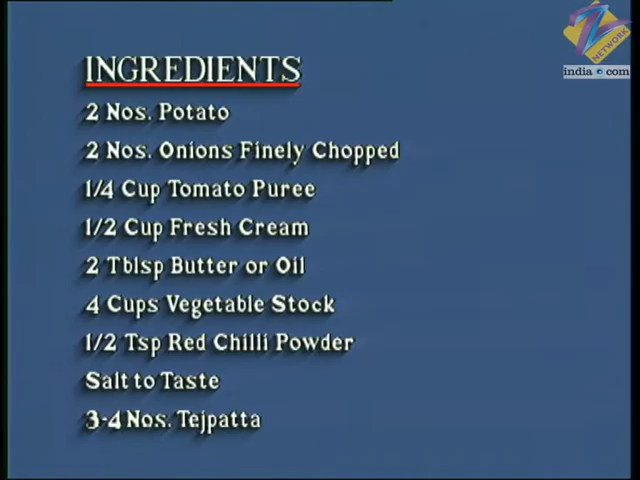 Z
NETWORK
india.com
INGREDIENTS
2 Nos. Potato
2 Nos. Onions Finely Chopped
1/4 Cup Tomato Puree
1/2 Cup Fresh Cream
2 Tblsp Butter or Oil
4 Cups Vegetable Stock
1/2 Tsp Red Chilli Powder
Salt to Taste
3-4 Nos. Tejpatta